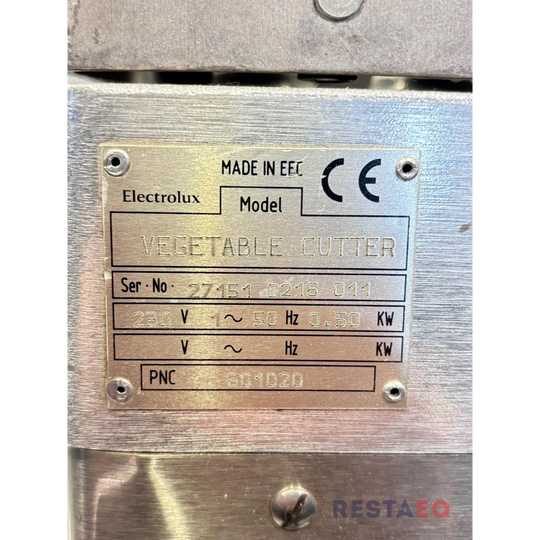 MADE IN EEC CE
Electrolux Model
VEGETABLE CUTTER
Ser·No· 27151 0215 011
230 V 1~ 50 Hz 0,50 KW
V ~ Hz KW
PNC 601020
RESTAEQ